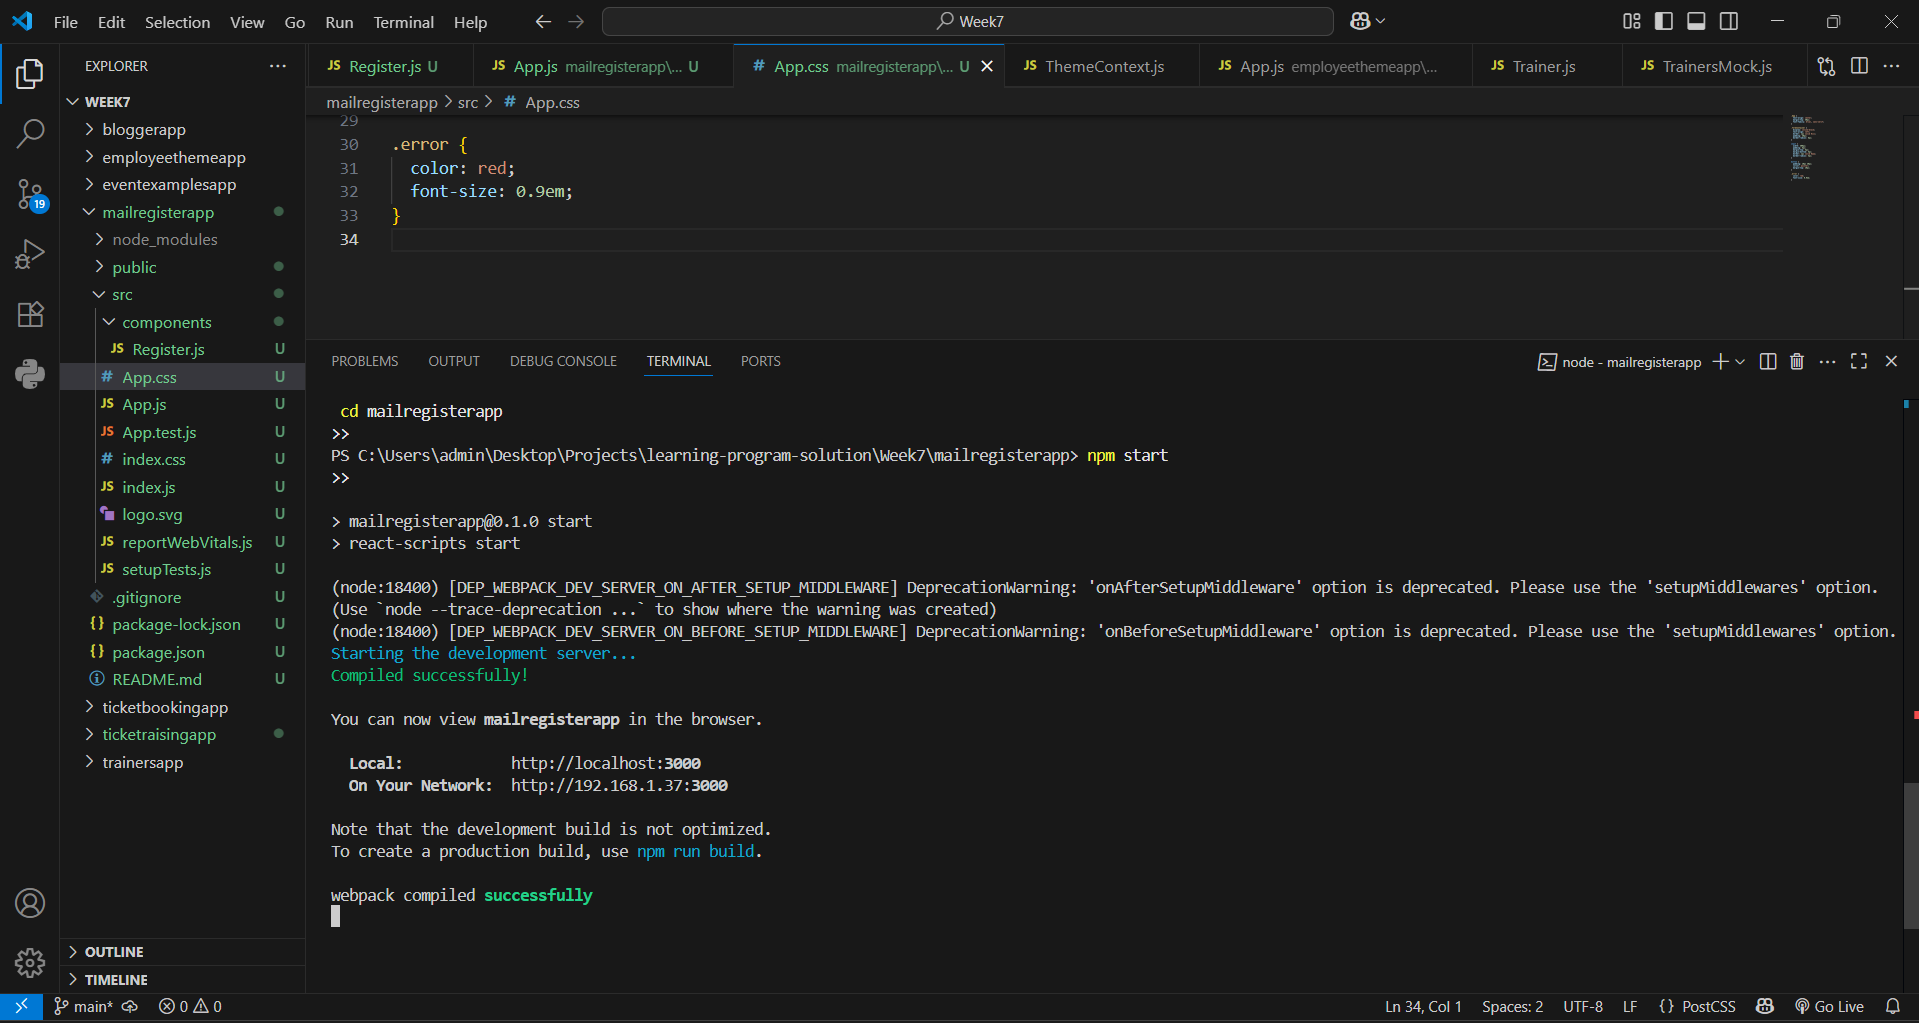 File Edit Selection View Go Run Terminal Help
Week7
EXPLORER
WEEK7
bloggerapp
employeethemeapp
eventexamplesapp
mailregisterapp
node_modules
public
src
components
JS Register.js U
# App.css U
JS App.js U
JS App.test.js U
# index.css U
JS index.js U
logo.svg U
JS reportWebVitals.js U
JS setupTests.js U
.gitignore U
{} package-lock.json U
{} package.json U
README.md U
ticketbookingapp
ticketraisingapp
trainersapp
OUTLINE
TIMELINE
19
JS Register.js U
JS App.js mailregisterapp\... U
# App.css mailregisterapp\... U
JS ThemeContext.js
JS App.js employeethemeapp\...
JS Trainer.js
JS TrainersMock.js
mailregisterapp > src > # App.css
29
30 .error {
31 color: red;
32 font-size: 0.9em;
33 }
34
PROBLEMS OUTPUT DEBUG CONSOLE TERMINAL PORTS
node - mailregisterapp
cd mailregisterapp
>>
PS C:\Users\admin\Desktop\Projects\learning-program-solution\Week7\mailregisterapp> npm start
>>
> mailregisterapp@0.1.0 start
> react-scripts start
(node:18400) [DEP_WEBPACK_DEV_SERVER_ON_AFTER_SETUP_MIDDLEWARE] DeprecationWarning: 'onAfterSetupMiddleware' option is deprecated. Please use the 'setupMiddlewares' option.
(Use `node --trace-deprecation ...` to show where the warning was created)
(node:18400) [DEP_WEBPACK_DEV_SERVER_ON_BEFORE_SETUP_MIDDLEWARE] DeprecationWarning: 'onBeforeSetupMiddleware' option is deprecated. Please use the 'setupMiddlewares' option.
Starting the development server...
Compiled successfully!
You can now view mailregisterapp in the browser.
Local: http://localhost:3000
On Your Network: http://192.168.1.37:3000
Note that the development build is not optimized.
To create a production build, use npm run build.
webpack compiled successfully
main* 0 0
Ln 34, Col 1 Spaces: 2 UTF-8 LF {} PostCSS Go Live